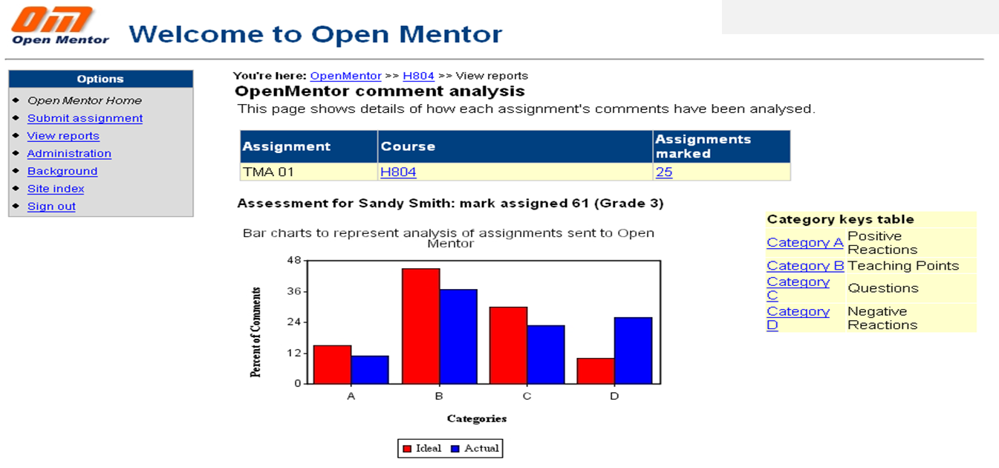 Om
Open Mentor
Welcome to Open Mentor
Options
Open Mentor Home
Submit assignment
View reports
Administration
Background
Site index
Sign out
You're here: OpenMentor >> H804 >> View reports
OpenMentor comment analysis
This page shows details of how each assignment's comments have been analysed.
Assignment Course Assignments marked
TMA 01 H804 25
Assessment for Sandy Smith: mark assigned 61 (Grade 3)
Bar charts to represent analysis of assignments sent to Open
Mentor
Percent of Comments
48
36
24
12
0
A B C D
Categories
Ideal Actual
Category keys table
Category A Positive Reactions
Category B Teaching Points
Category C Questions
Category D Negative Reactions